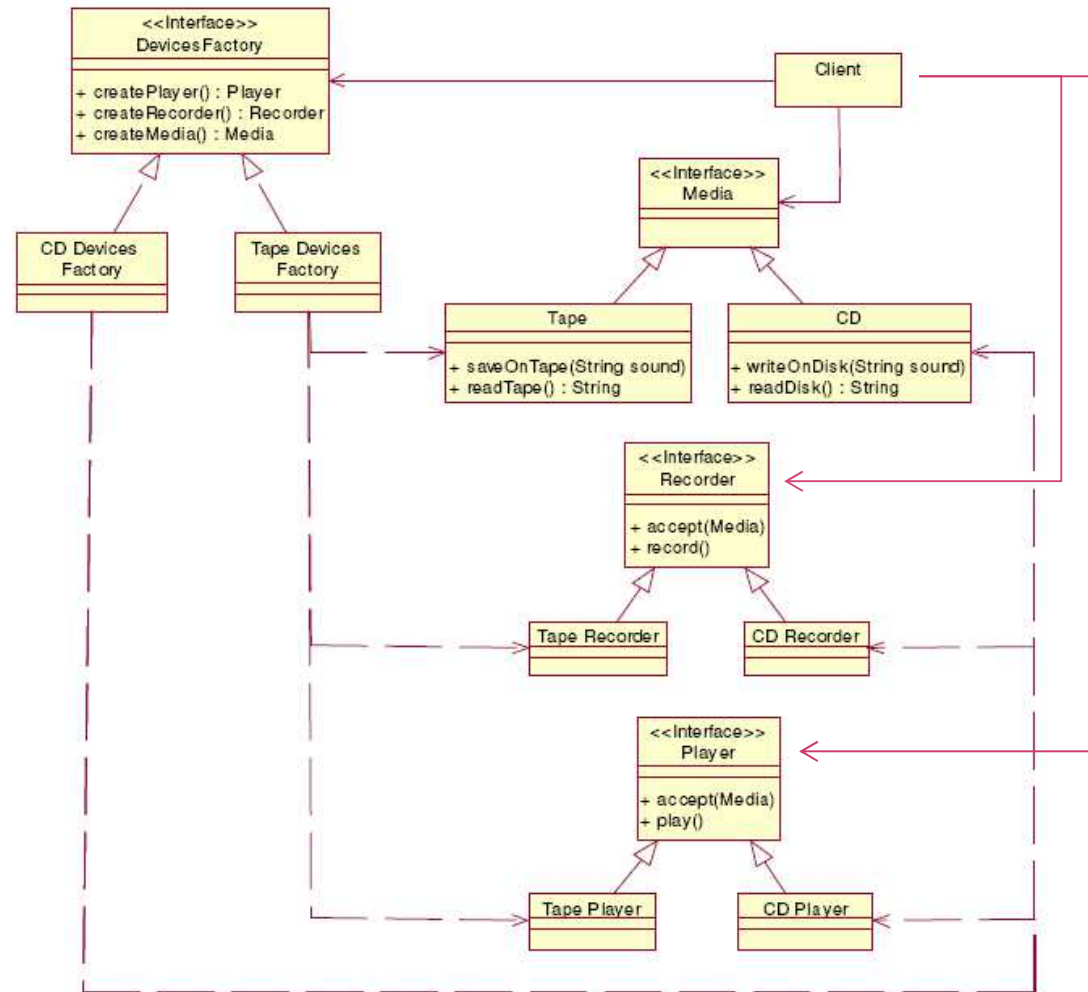 <<Interface>>
DevicesFactory
+ createPlayer() : Player
+ createRecorder() : Recorder
+ createMedia() : Media
Client
<<Interface>>
Media
CD Devices
Factory
Tape Devices
Factory
Tape
+ saveOnTape(String sound)
+ readTape() : String
CD
+ writeOnDisk(String sound)
+ readDisk() : String
<<Interface>>
Recorder
+ accept(Media)
+ record()
Tape Recorder
CD Recorder
<<Interface>>
Player
+ accept(Media)
+ play()
Tape Player
CD Player